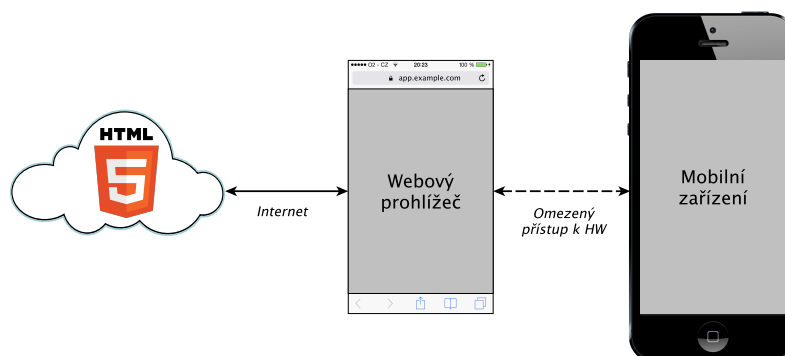 HTML
5
Internet
●●●●● O2 - CZ 20:23 100 %
app.example.com
Webový
prohlížeč
Omezený
přístup k HW
Mobilní
zařízení